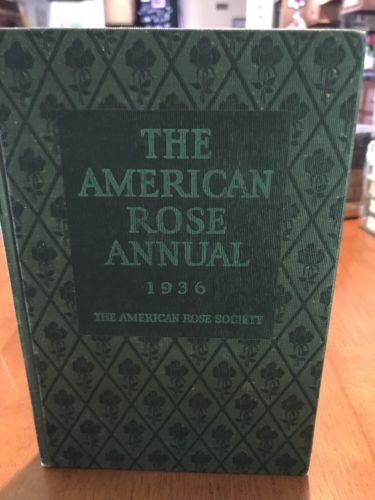 THE
AMERICAN
ROSE
ANNUAL
1936
THE AMERICAN ROSE SOCIETY